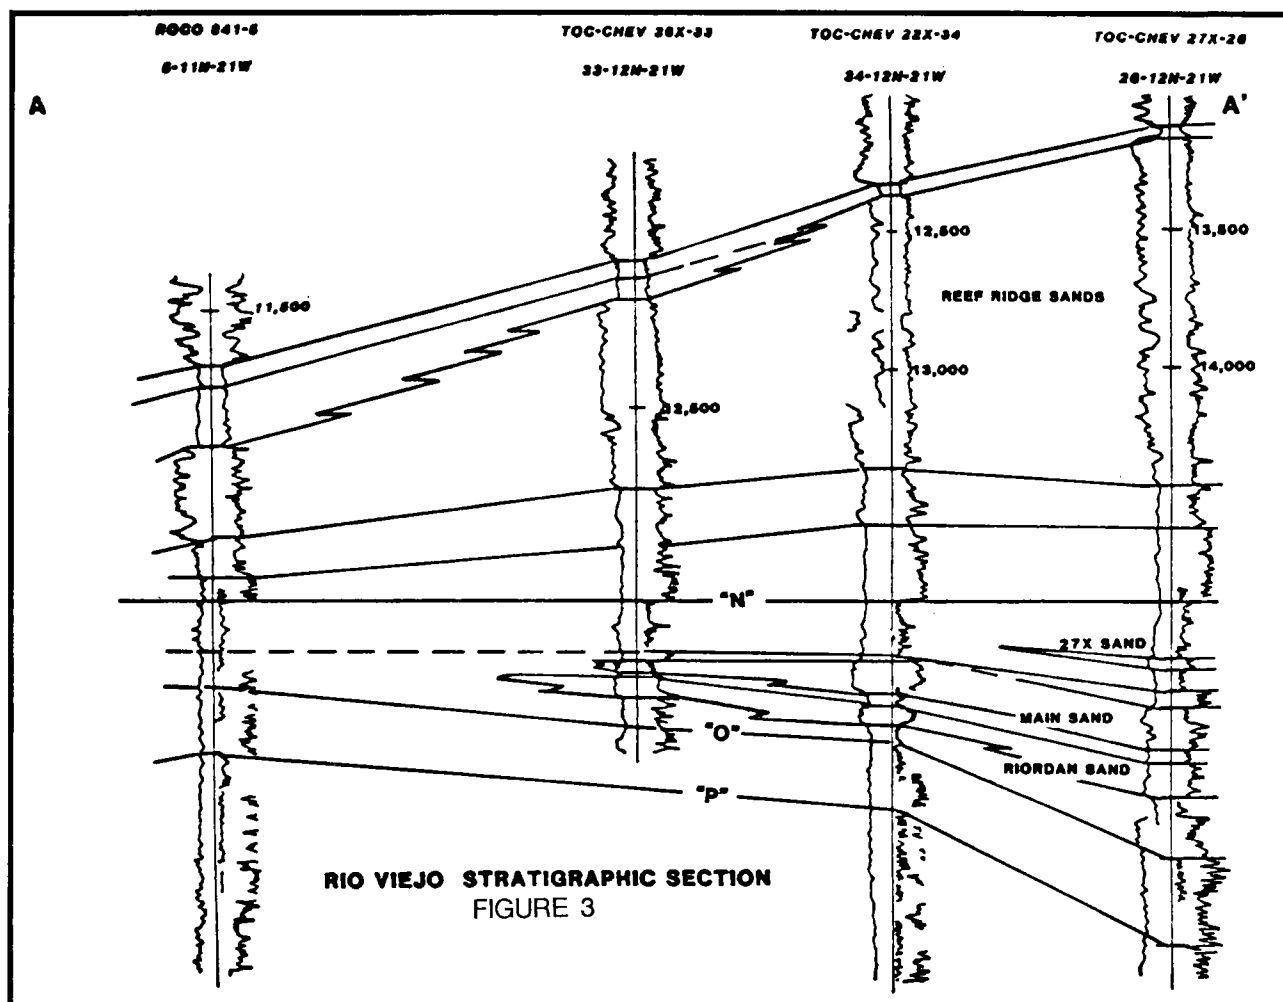 ROCO 841-5
TOC-CHEV 36X-33
TOC-CHEV 22X-34
TOC-CHEV 27X-26
5-11N-21W
33-12N-21W
34-12N-21W
26-12N-21W
A
A'
11,500
12,500
12,500
13,500
REEF RIDGE SANDS
13,000
14,000
"N"
27X SAND
MAIN SAND
"O"
RIORDAN SAND
"P"
RIO VIEJO STRATIGRAPHIC SECTION
FIGURE 3